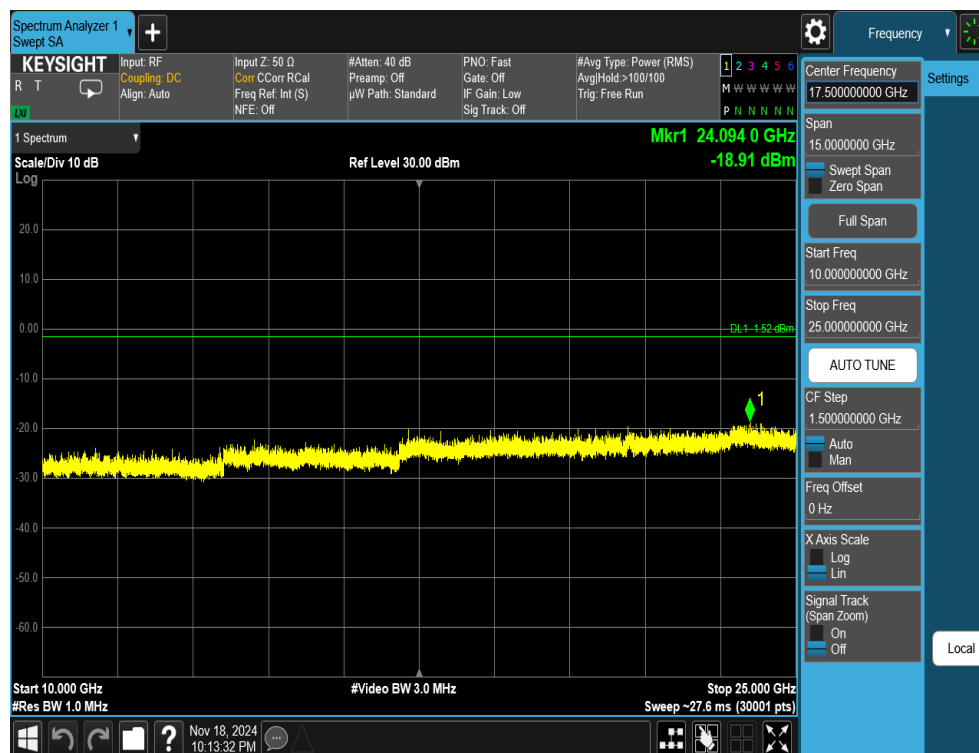 Spectrum Analyzer 1
Swept SA
Frequency
KEYSIGHT
R T
LXI
Input: RF
Coupling: DC
Align: Auto
Input Z: 50 Ω
Corr CCorr RCal
Freq Ref: Int (S)
NFE: Off
#Atten: 40 dB
Preamp: Off
µW Path: Standard
PNO: Fast
Gate: Off
IF Gain: Low
Sig Track: Off
#Avg Type: Power (RMS)
Avg|Hold:>100/100
Trig: Free Run
1 2 3 4 5 6
M W W W W W
P N N N N N
1 Spectrum
Scale/Div 10 dB
Log
Ref Level 30.00 dBm
Mkr1 24.094 0 GHz
-18.91 dBm
20.0
10.0
0.00
DL1 -1.52 dBm
-10.0
1
-20.0
-30.0
-40.0
-50.0
-60.0
Start 10.000 GHz
#Res BW 1.0 MHz
#Video BW 3.0 MHz
Stop 25.000 GHz
Sweep ~27.6 ms (30001 pts)
Center Frequency
17.500000000 GHz
Span
15.0000000 GHz
Swept Span
Zero Span
Full Span
Start Freq
10.000000000 GHz
Stop Freq
25.000000000 GHz
AUTO TUNE
CF Step
1.500000000 GHz
Auto
Man
Freq Offset
0 Hz
X Axis Scale
Log
Lin
Signal Track
(Span Zoom)
On
Off
Settings
Local
?
Nov 18, 2024
10:13:32 PM